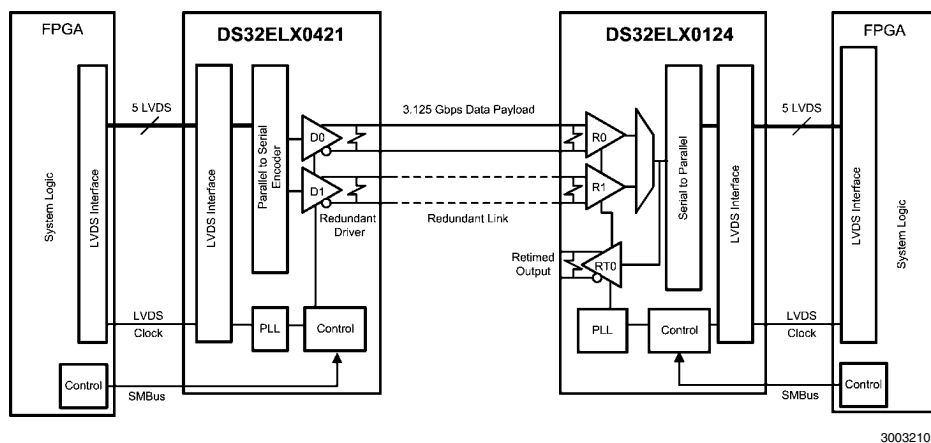 FPGA
DS32ELX0421
DS32ELX0124
FPGA
5 LVDS
3.125 Gbps Data Payload
5 LVDS
D0
R0
System Logic
LVDS Interface
LVDS Interface
Parallel to Serial
Encoder
D1
R1
Serial to Parallel
LVDS Interface
LVDS Interface
System Logic
Redundant
Driver
Redundant Link
Retimed
Output
RT0
LVDS
Clock
PLL
Control
PLL
Control
LVDS
Clock
Control
SMBus
SMBus
Control
3003210